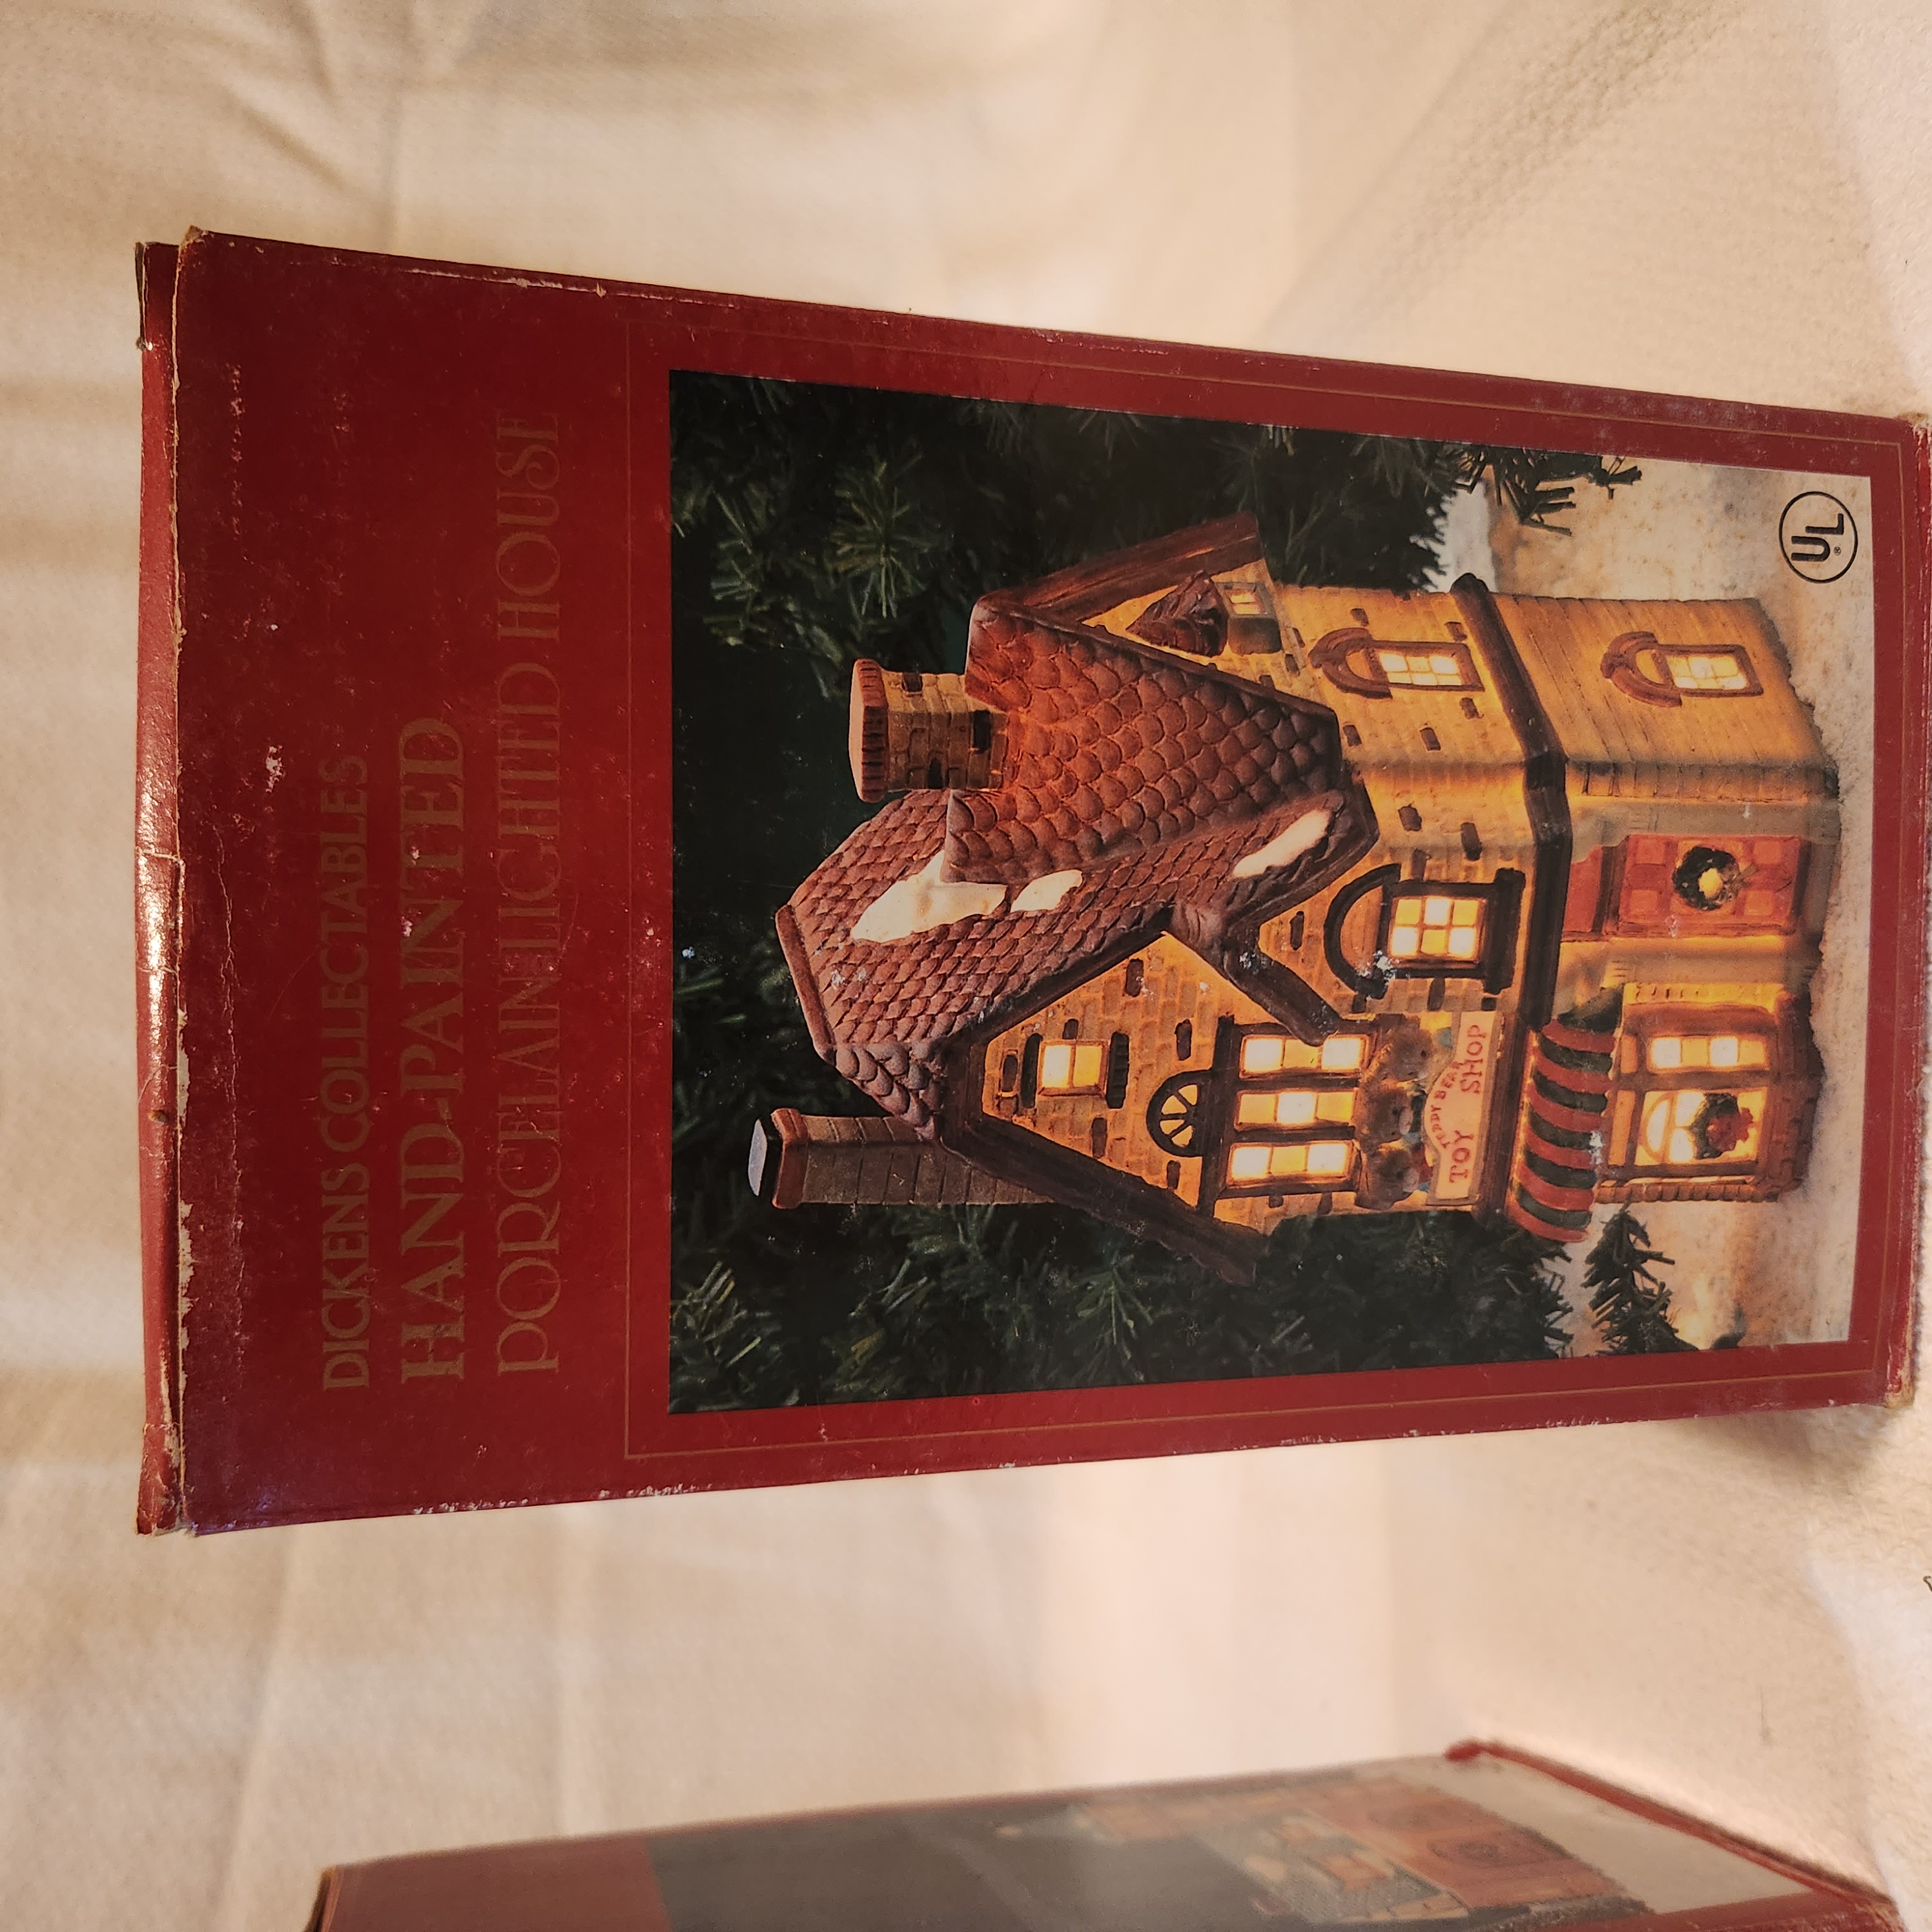 DICKENS COLLECTABLES
HAND-PAINTED
PORCELAIN LIGHTED HOUSE
TEDDY BEAR
TOY SHOP
UL
®